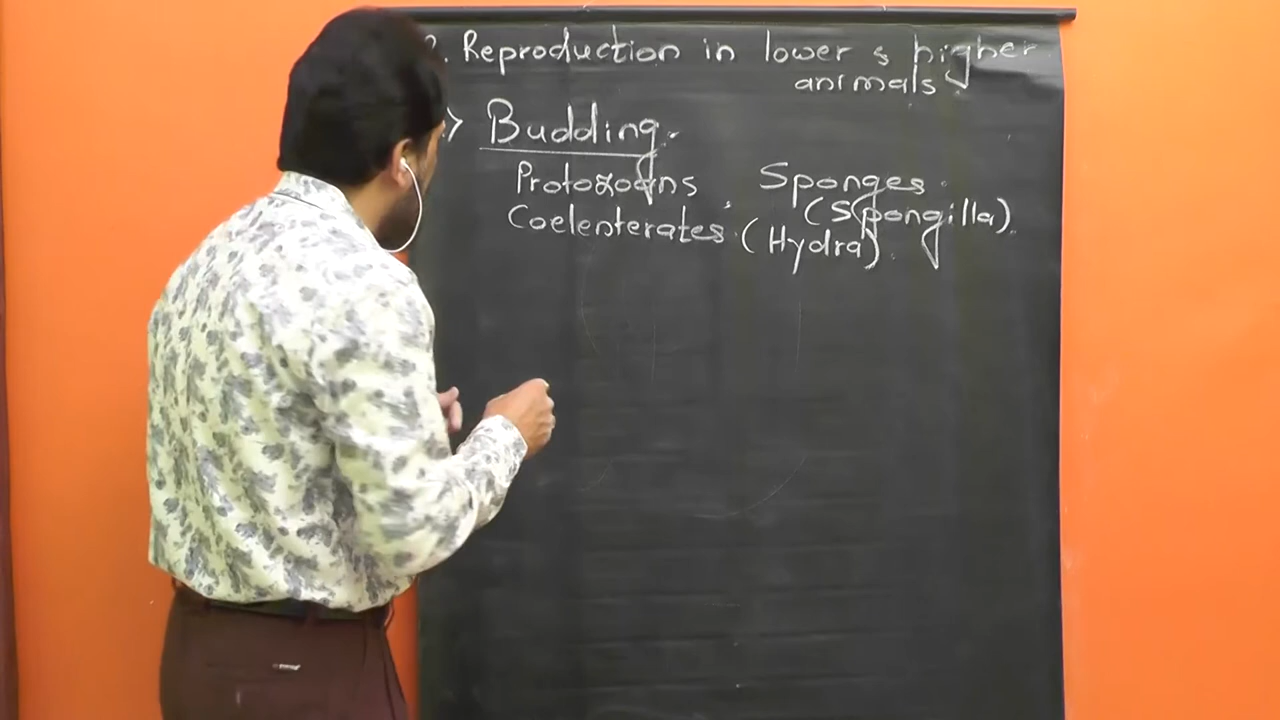 2. Reproduction in lower & higher
animals
> Budding.
Protozoans, Sponges.
(Spongilla).
Coelenterates. (Hydra).